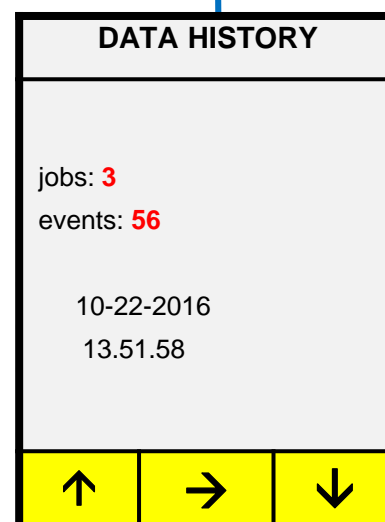 DATA HISTORY
jobs: 3
events: 56
10-22-2016
13.51.58
↑ → ↓